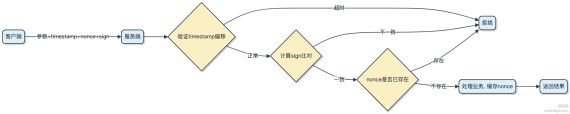 客户端
参数+timestamp+nonce+sign
服务端
验证timestamp偏移
超时
正常
计算sign比对
不一致
一致
nonce是否已存在
存在
不存在
拒绝
处理业务, 缓存nonce
返回结果